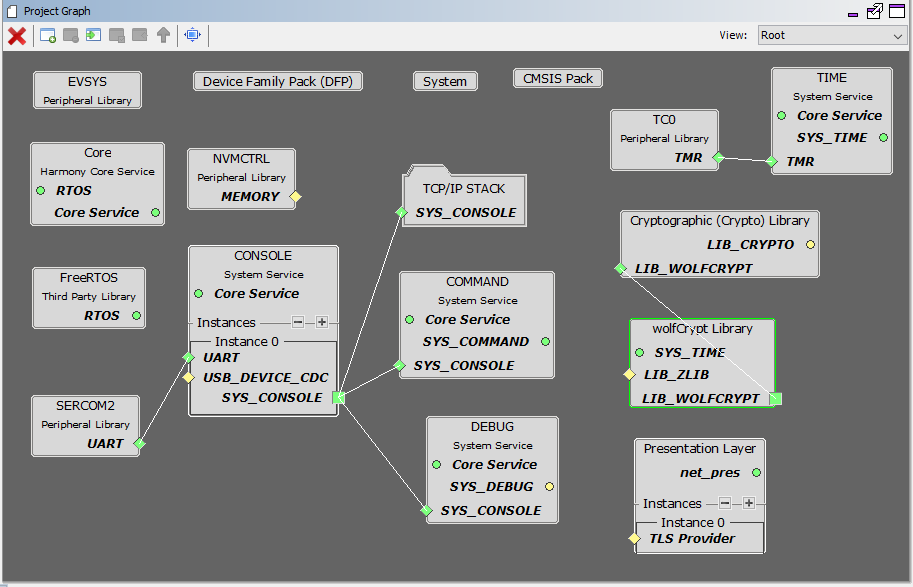 Project Graph
View:
Root
EVSYS
Peripheral Library
Device Family Pack (DFP)
System
CMSIS Pack
TIME
System Service
Core Service
SYS_TIME
TMR
TC0
Peripheral Library
TMR
Core
Harmony Core Service
RTOS
Core Service
NVMCTRL
Peripheral Library
MEMORY
TCP/IP STACK
SYS_CONSOLE
Cryptographic (Crypto) Library
LIB_CRYPTO
LIB_WOLFCRYPT
FreeRTOS
Third Party Library
RTOS
CONSOLE
System Service
Core Service
Instances
Instance 0
UART
USB_DEVICE_CDC
SYS_CONSOLE
COMMAND
System Service
Core Service
SYS_COMMAND
SYS_CONSOLE
wolfCrypt Library
SYS_TIME
LIB_ZLIB
LIB_WOLFCRYPT
SERCOM2
Peripheral Library
UART
DEBUG
System Service
Core Service
SYS_DEBUG
SYS_CONSOLE
Presentation Layer
net_pres
Instances
Instance 0
TLS Provider